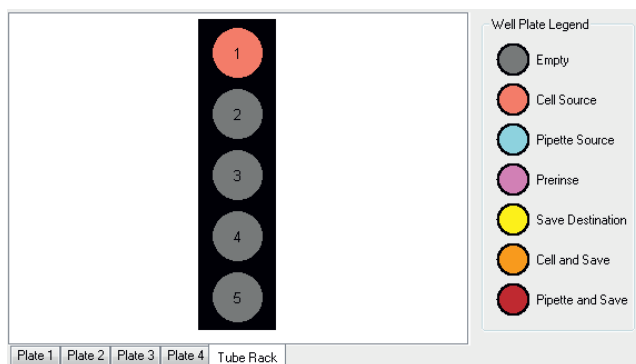 1
2
3
4
5
Plate 1 Plate 2 Plate 3 Plate 4 Tube Rack
Well Plate Legend
Empty
Cell Source
Pipette Source
Prerinse
Save Destination
Cell and Save
Pipette and Save